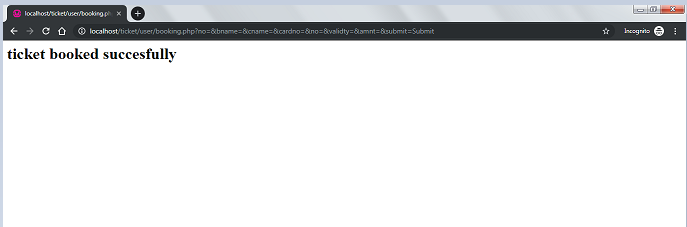 localhost/ticket/user/booking.ph
localhost/ticket/user/booking.php?no=&bname=&cname=&cardno=&no=&validty=&amnt=&submit=Submit
Incognito
ticket booked succesfully